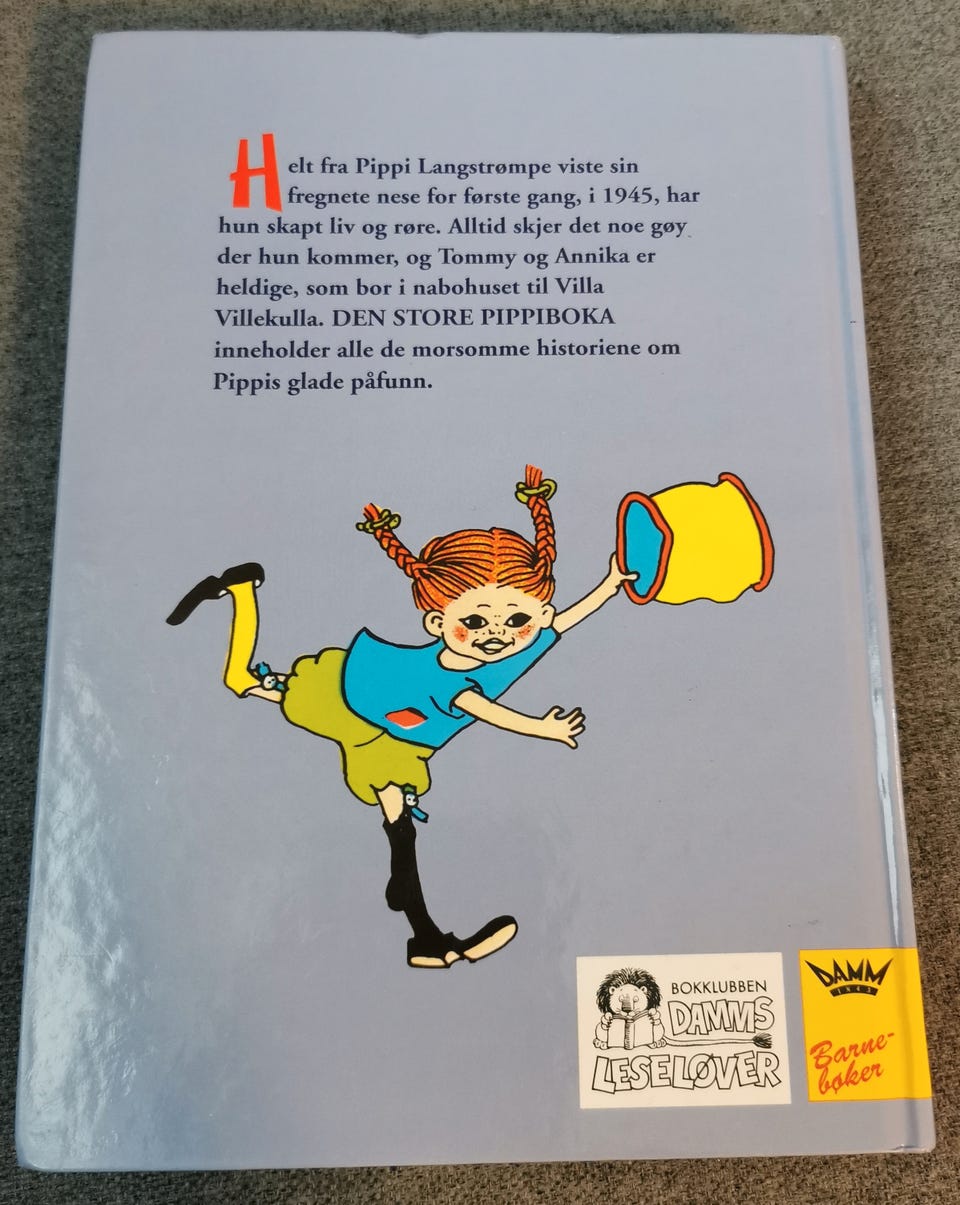 Helt fra Pippi Langstrømpe viste sin
fregnete nese for første gang, i 1945, har
hun skapt liv og røre. Alltid skjer det noe gøy
der hun kommer, og Tommy og Annika er
heldige, som bor i nabohuset til Villa
Villekulla. DEN STORE PIPPIBOKA
inneholder alle de morsomme historiene om
Pippis glade påfunn.
BOKKLUBBEN
DAMMS
LESELØVER
DAMM
1843
Barne-
bøker